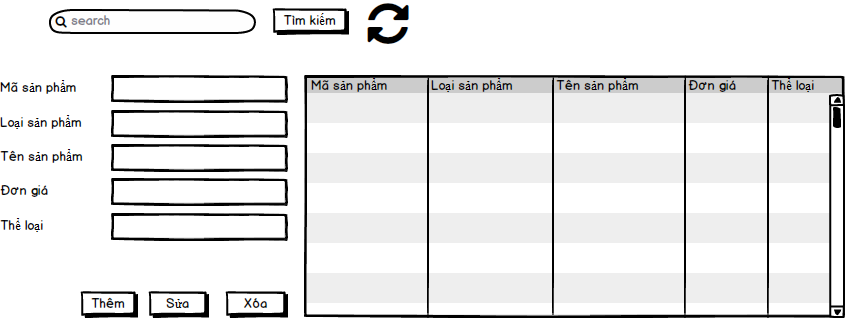 search
Tìm kiếm
Mã sản phẩm
Loại sản phẩm
Tên sản phẩm
Đơn giá
Thể loại
Thêm
Sửa
Xóa
Mã sản phẩm
Loại sản phẩm
Tên sản phẩm
Đơn giá
Thể loại